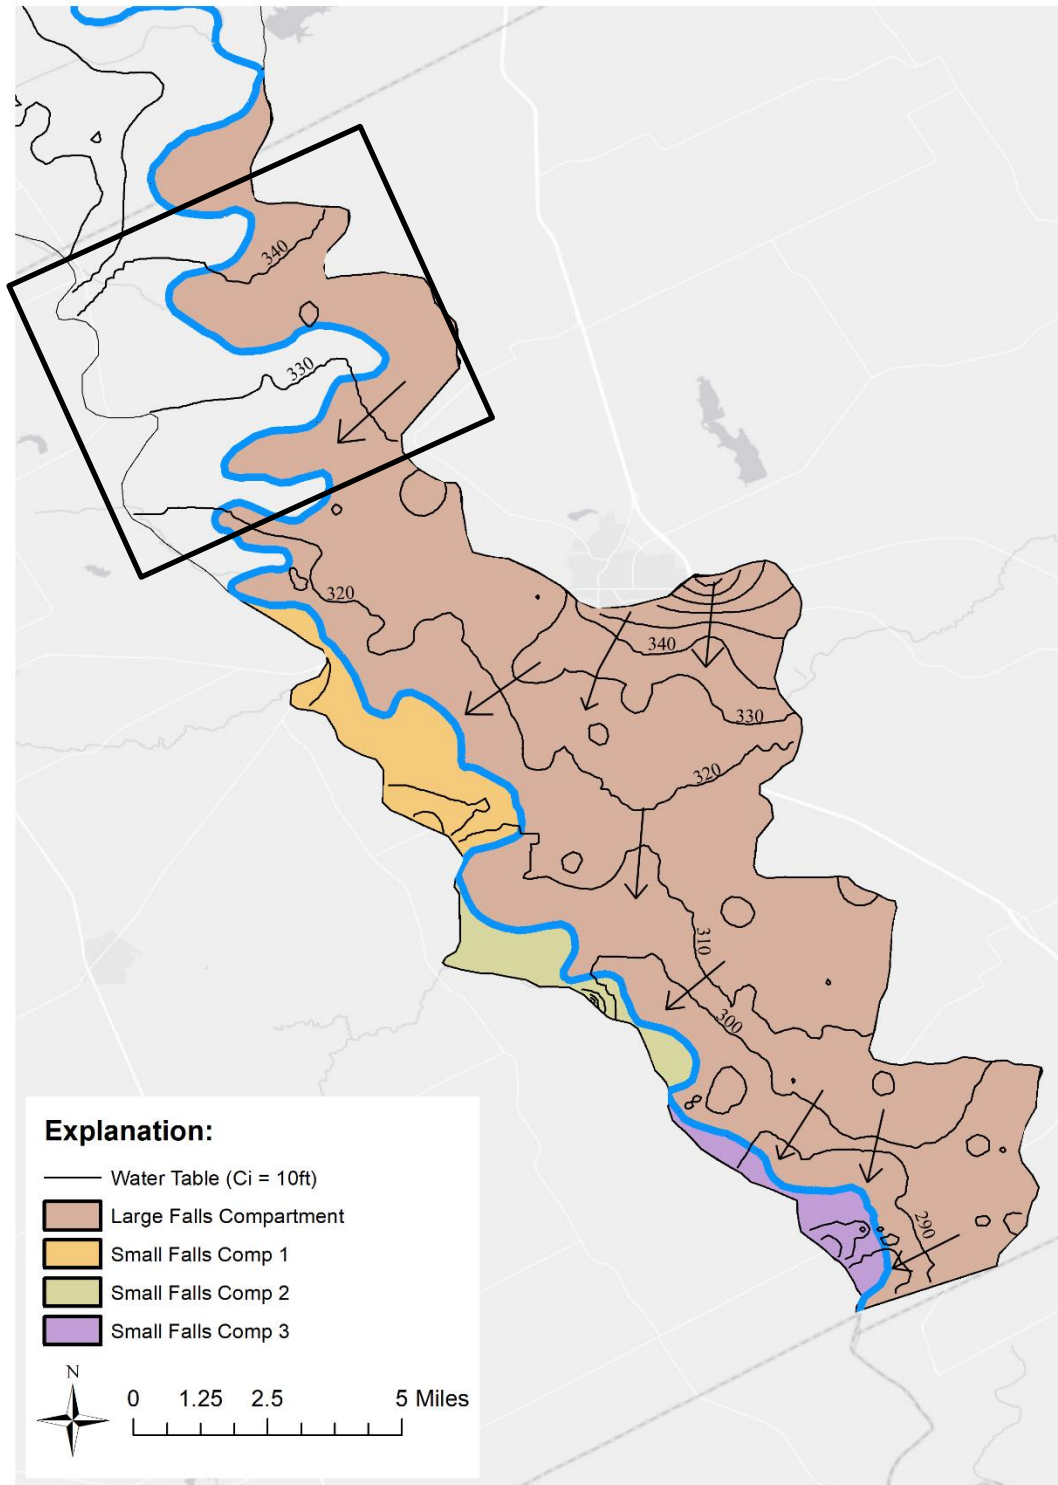 340
330
320
340
330
320
310
300
290
Explanation:
Water Table (Ci = 10ft)
Large Falls Compartment
Small Falls Comp 1
Small Falls Comp 2
Small Falls Comp 3
N
0 1.25 2.5 5 Miles